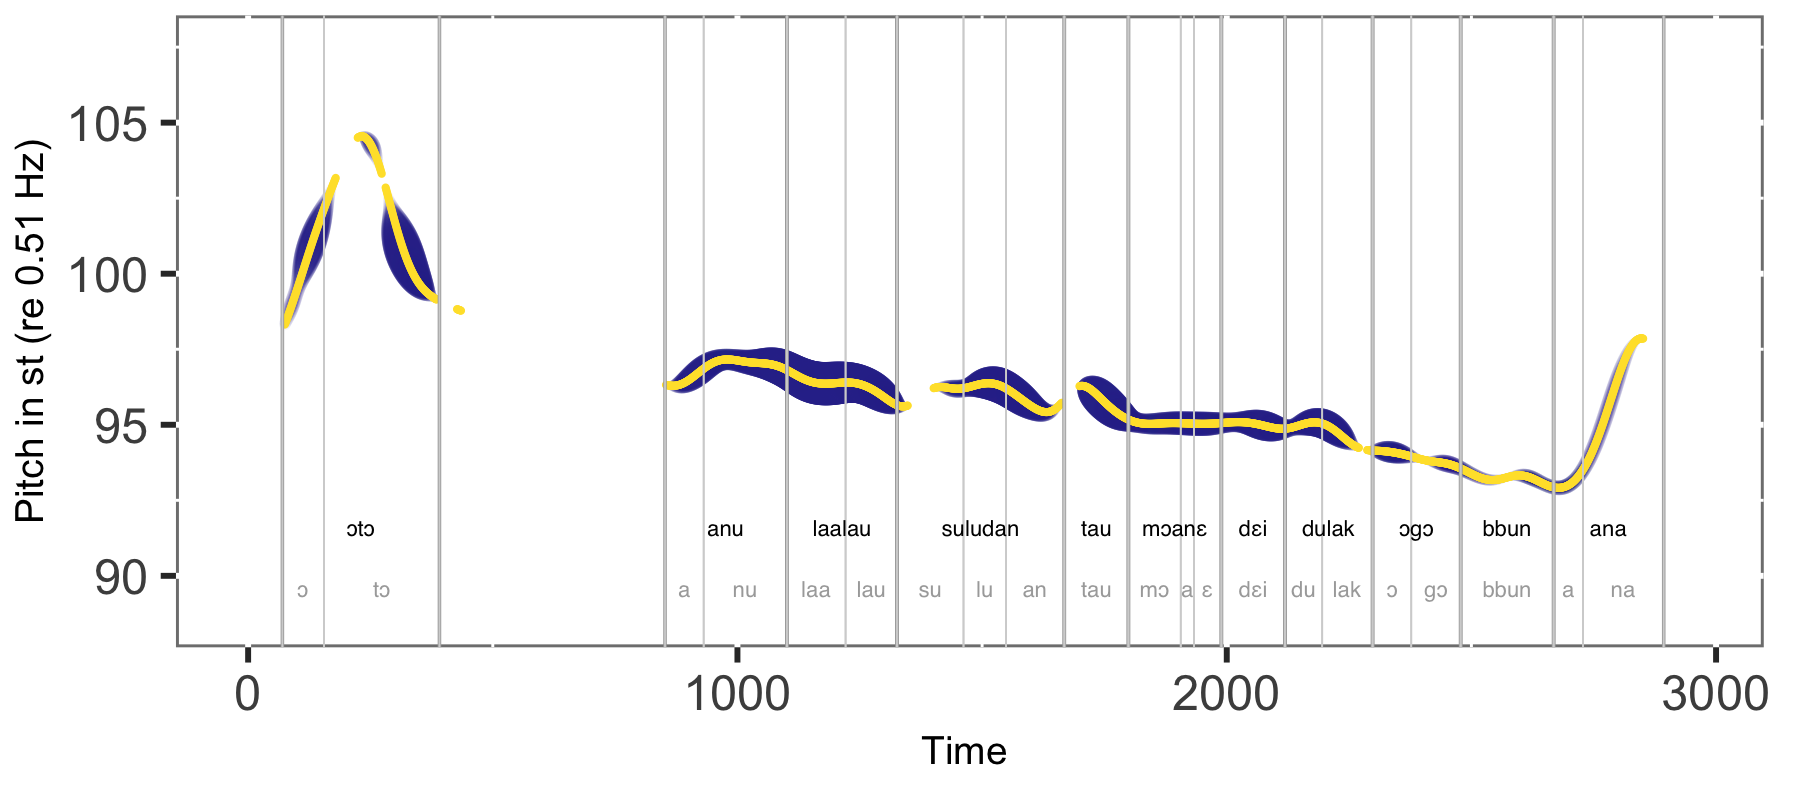 Pitch in st (re 0.51 Hz)
105
100
95
90
ɔtɔ anu laalau suludan tau mɔanɛ dɛi dulak ɔgɔ bbun ana
ɔ tɔ a nu laa lau su lu an tau mɔ a ɛ dɛi du lak ɔ gɔ bbun a na
0 1000 2000 3000
Time